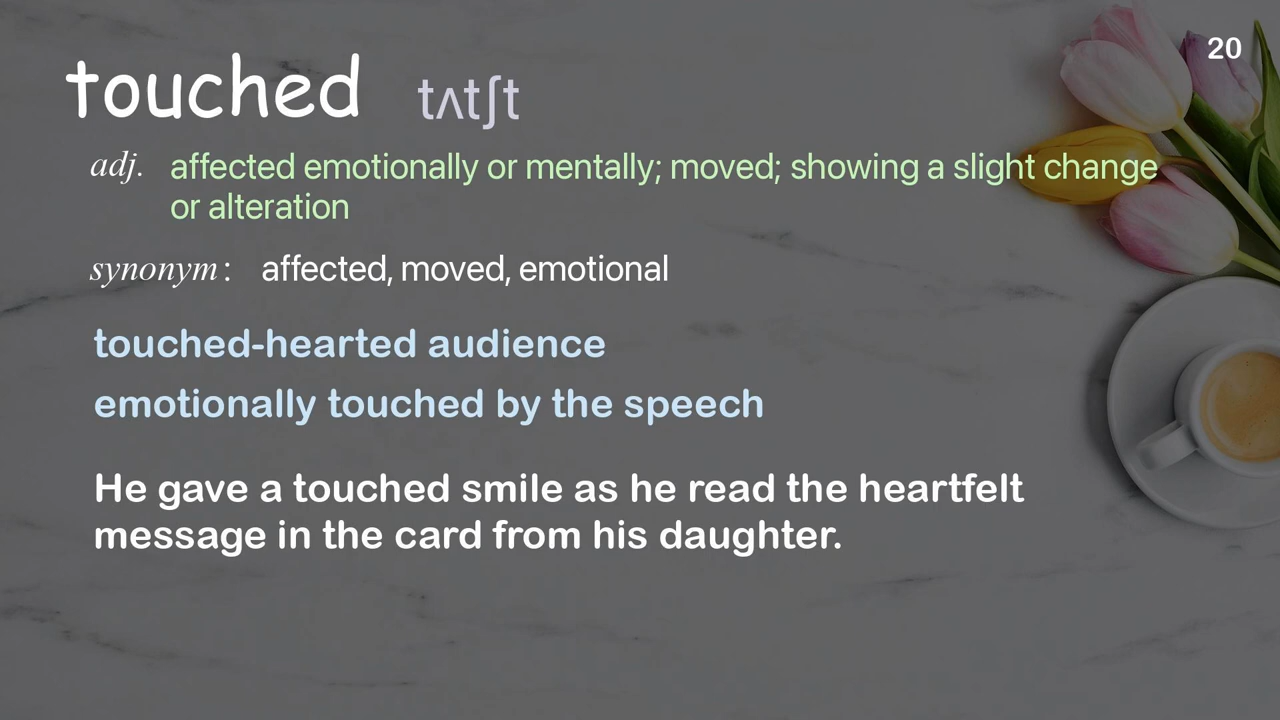 20
touched tʌtʃt
adj. affected emotionally or mentally; moved; showing a slight change
or alteration
synonym: affected, moved, emotional
touched-hearted audience
emotionally touched by the speech
He gave a touched smile as he read the heartfelt
message in the card from his daughter.